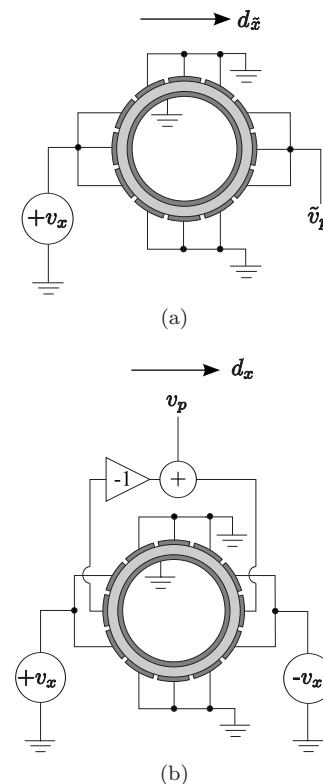 d_x̃
+v_x
ṽ_p
(a)
d_x
v_p
-1
+
+v_x
-v_x
(b)